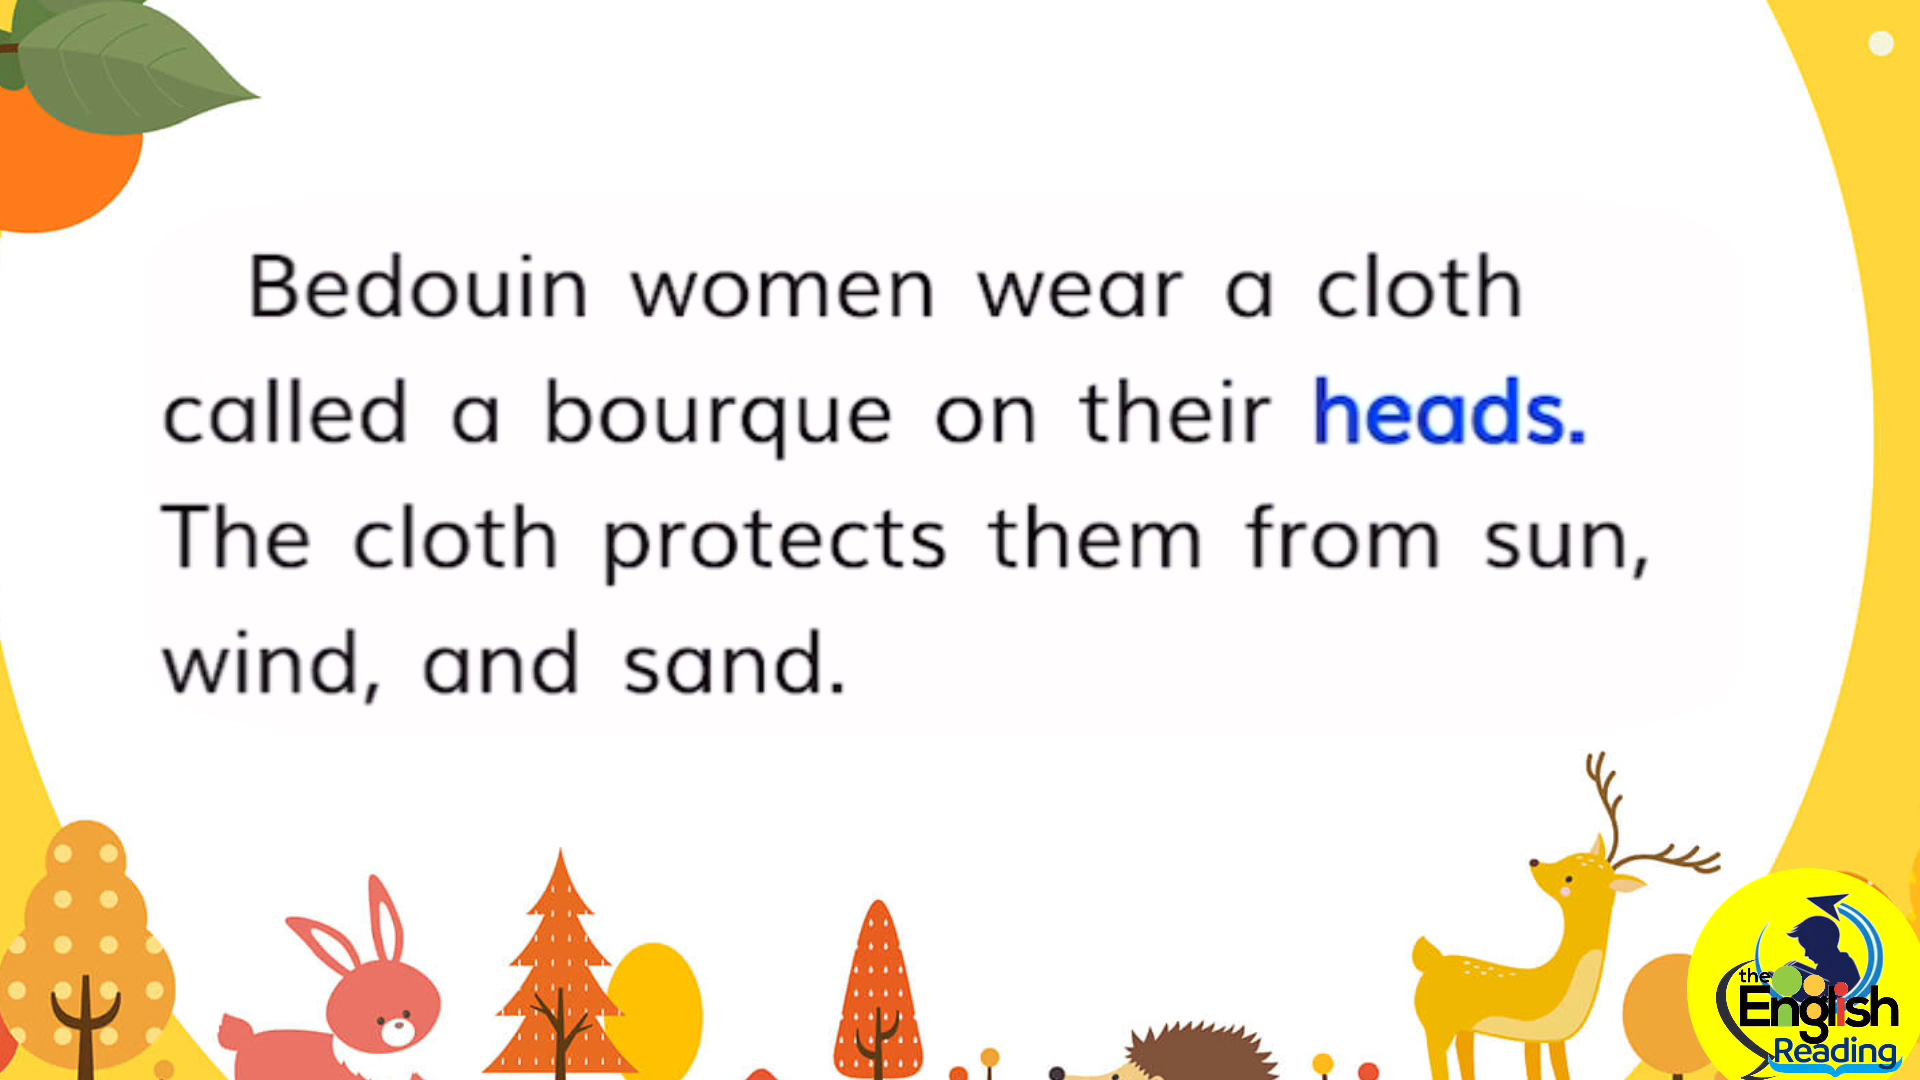 Bedouin women wear a cloth
called a bourque on their heads.
The cloth protects them from sun,
wind, and sand.
the
English
Reading